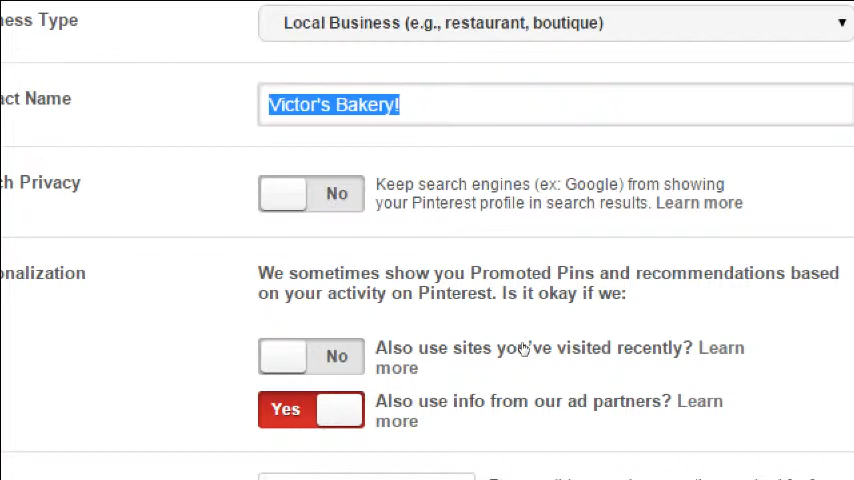 ness Type
Local Business (e.g., restaurant, boutique)
act Name
Victor's Bakery!
ch Privacy
No
Keep search engines (ex: Google) from showing
your Pinterest profile in search results. Learn more
onalization
We sometimes show you Promoted Pins and recommendations based
on your activity on Pinterest. Is it okay if we:
No
Also use sites you've visited recently? Learn
more
Yes
Also use info from our ad partners? Learn
more